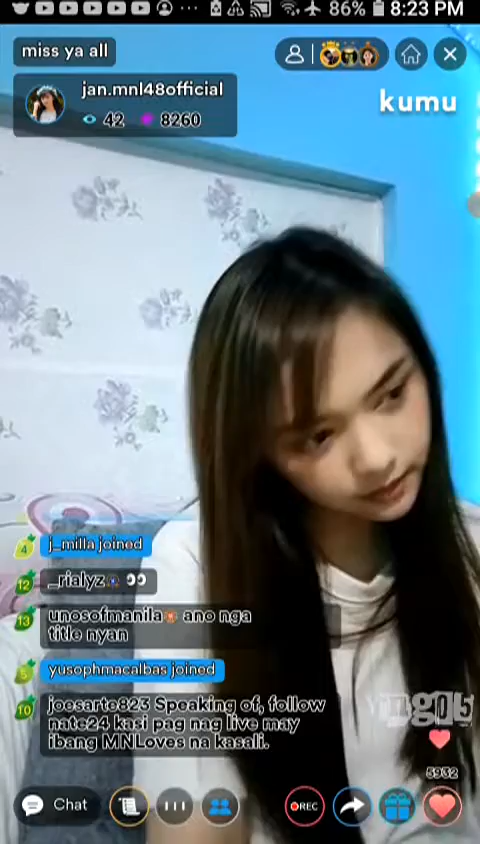 86% 8:23 PM
miss ya all
jan.mnl48official
42 8260
kumu
4 j_milla joined
12 _rialyz
13 unosofmanila ano nga
title nyan
5 yusophmacalbas joined
10 joesarte823 Speaking of, follow
nate24 kasi pag nag live may
ibang MNLoves na kasali.
5932
Chat
REC